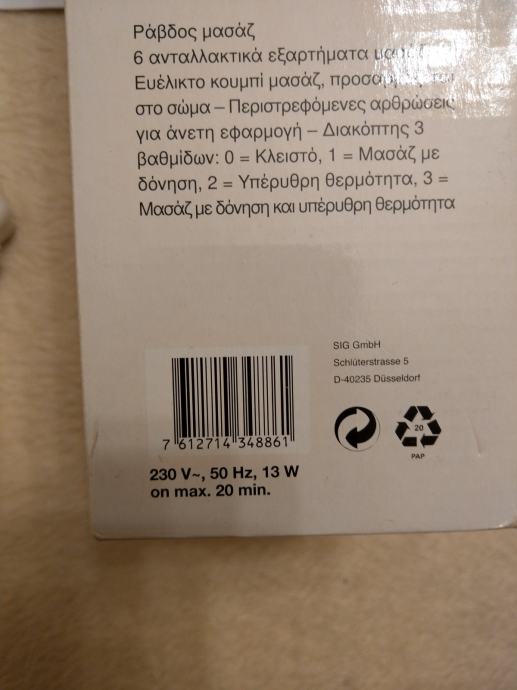 Ράβδος μασάζ
6 ανταλλακτικά εξαρτήματα
Ευέλικτο κουμπί μασάζ,
στο σώμα – Περιστρεφόμενες αρθρώσεις
για άνετη εφαρμογή – Διακόπτης 3
βαθμίδων: 0 = Κλειστό, 1 = Μασάζ με
δόνηση, 2 = Υπέρυθρη θερμότητα, 3 =
Μασάζ με δόνηση και υπέρυθρη θερμότητα
SIG GmbH
Schlüterstrasse 5
D-40235 Düsseldorf
20
PAP
7 612714 348861
230 V~, 50 Hz, 13 W
on max. 20 min.